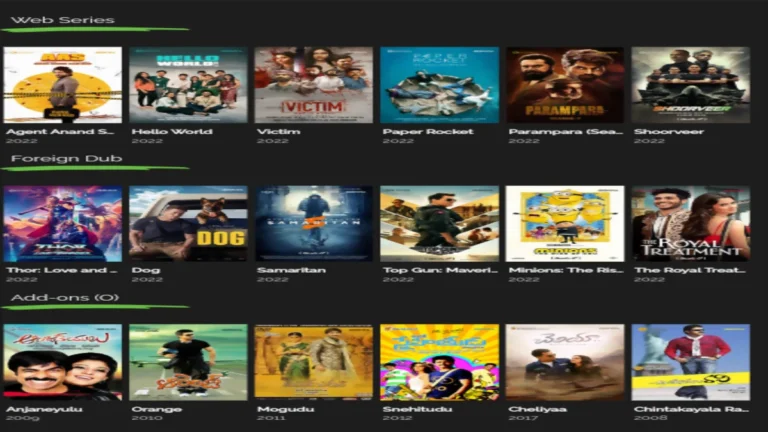 Web Series
AAS
HELLO
WORLD!
VICTIM
PAPER
ROCKET
PARAMPARA
SHOORVEER
Agent Anand S...
Hello World
Victim
Paper Rocket
Parampara (Sea...
Shoorveer
2022
2022
2022
2022
2022
2022
Foreign Dub
THOR
DOG
SAMARITAN
THE ROYAL
TREATMENT
Thor: Love and ...
Dog
Samaritan
Top Gun: Maveri...
Minions: The Ris...
The Royal Treat...
2022
2022
2022
2022
2022
2022
Add-ons (0)
ఆంజనేయులు
స్నేహితుడు
చెలియా
Anjaneyulu
Orange
Mogudu
Snehitudu
Cheliyaa
Chintakayala Ra...
2009
2010
2011
2012
2017
2008